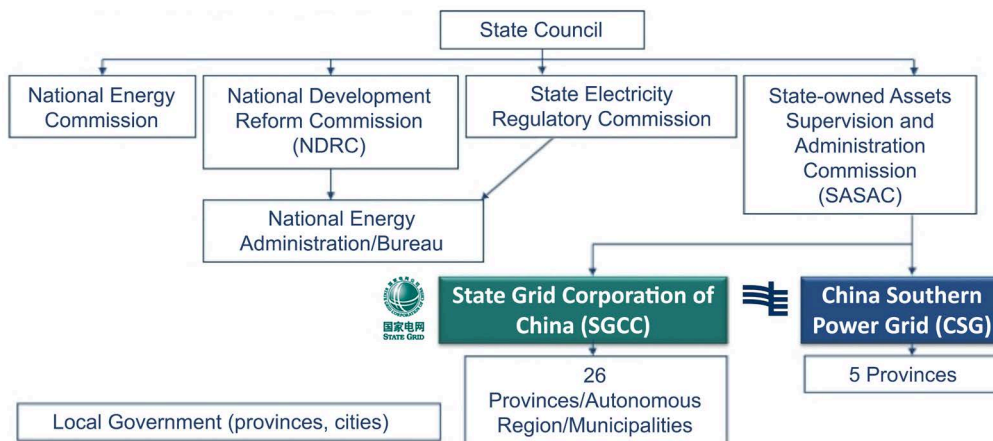 State Council
National Energy
Commission
National Development
Reform Commission
(NDRC)
State Electricity
Regulatory Commission
State-owned Assets
Supervision and
Administration
Commission
(SASAC)
National Energy
Administration/Bureau
国家电网
STATE GRID
State Grid Corporation of
China (SGCC)
China Southern
Power Grid (CSG)
26
Provinces/Autonomous
Region/Municipalities
5 Provinces
Local Government (provinces, cities)